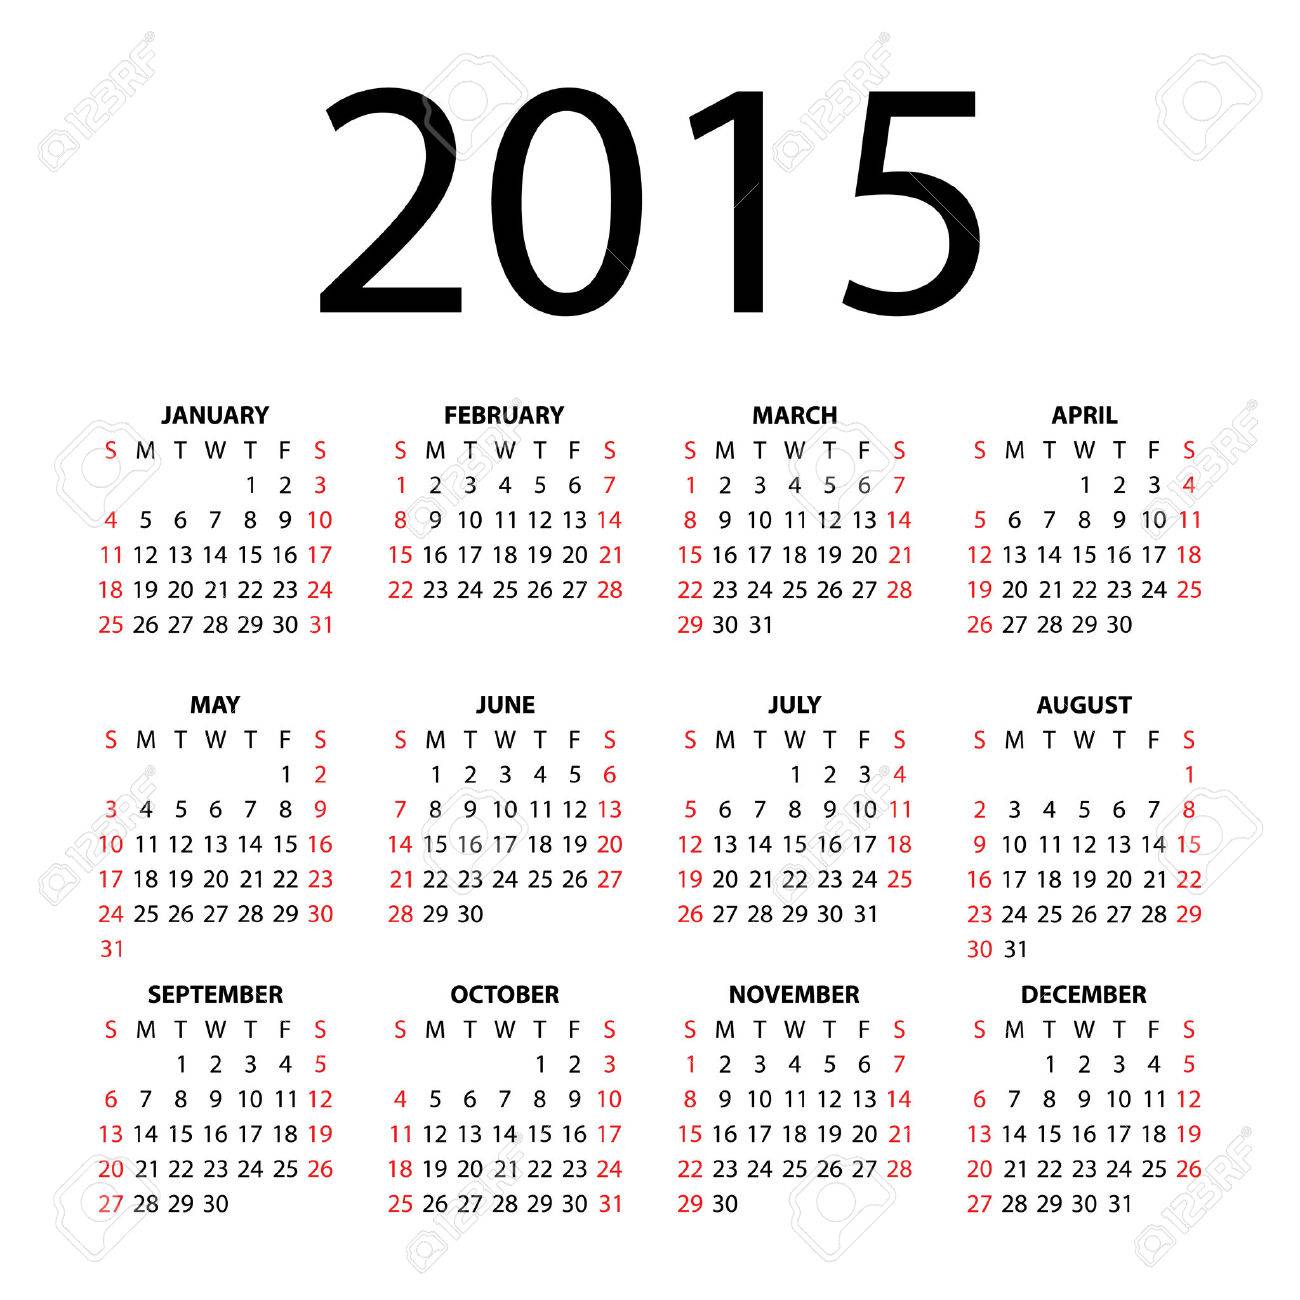 2015
JANUARY
S M T W T F S
1 2 3
4 5 6 7 8 9 10
11 12 13 14 15 16 17
18 19 20 21 22 23 24
25 26 27 28 29 30 31
FEBRUARY
S M T W T F S
1 2 3 4 5 6 7
8 9 10 11 12 13 14
15 16 17 18 19 20 21
22 23 24 25 26 27 28
MARCH
S M T W T F S
1 2 3 4 5 6 7
8 9 10 11 12 13 14
15 16 17 18 19 20 21
22 23 24 25 26 27 28
29 30 31
APRIL
S M T W T F S
1 2 3 4
5 6 7 8 9 10 11
12 13 14 15 16 17 18
19 20 21 22 23 24 25
26 27 28 29 30
MAY
S M T W T F S
1 2
3 4 5 6 7 8 9
10 11 12 13 14 15 16
17 18 19 20 21 22 23
24 25 26 27 28 29 30
31
JUNE
S M T W T F S
1 2 3 4 5 6
7 8 9 10 11 12 13
14 15 16 17 18 19 20
21 22 23 24 25 26 27
28 29 30
JULY
S M T W T F S
1 2 3 4
5 6 7 8 9 10 11
12 13 14 15 16 17 18
19 20 21 22 23 24 25
26 27 28 29 30 31
AUGUST
S M T W T F S
1
2 3 4 5 6 7 8
9 10 11 12 13 14 15
16 17 18 19 20 21 22
23 24 25 26 27 28 29
30 31
SEPTEMBER
S M T W T F S
1 2 3 4 5
6 7 8 9 10 11 12
13 14 15 16 17 18 19
20 21 22 23 24 25 26
27 28 29 30
OCTOBER
S M T W T F S
1 2 3
4 5 6 7 8 9 10
11 12 13 14 15 16 17
18 19 20 21 22 23 24
25 26 27 28 29 30 31
NOVEMBER
S M T W T F S
1 2 3 4 5 6 7
8 9 10 11 12 13 14
15 16 17 18 19 20 21
22 23 24 25 26 27 28
29 30
DECEMBER
S M T W T F S
1 2 3 4 5
6 7 8 9 10 11 12
13 14 15 16 17 18 19
20 21 22 23 24 25 26
27 28 29 30 31
123RF
123RF
123RF
123RF
123RF
123RF
123RF
123RF